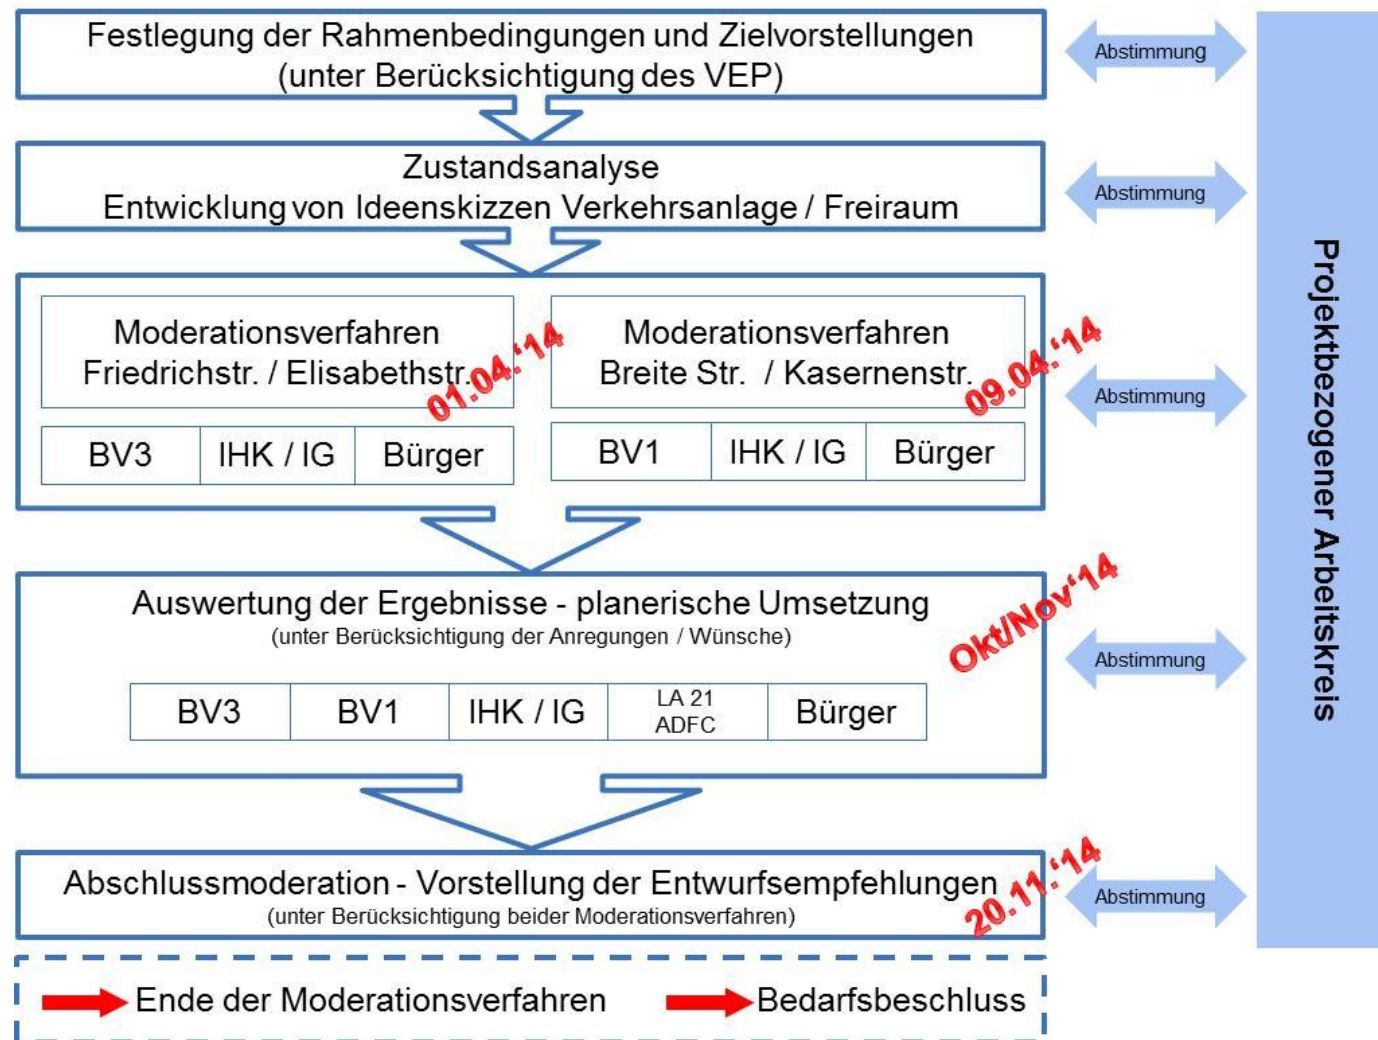 Festlegung der Rahmenbedingungen und Zielvorstellungen
(unter Berücksichtigung des VEP)
Abstimmung
Zustandsanalyse
Entwicklung von Ideenskizzen Verkehrsanlage / Freiraum
Abstimmung
Moderationsverfahren
Friedrichstr. / Elisabethstr.
01.04.'14
BV3
IHK / IG
Bürger
Moderationsverfahren
Breite Str. / Kasernenstr.
09.04.'14
BV1
IHK / IG
Bürger
Abstimmung
Auswertung der Ergebnisse - planerische Umsetzung
(unter Berücksichtigung der Anregungen / Wünsche)
Okt/Nov'14
BV3
BV1
IHK / IG
LA 21
ADFC
Bürger
Abstimmung
Abschlussmoderation - Vorstellung der Entwurfsempfehlungen
(unter Berücksichtigung beider Moderationsverfahren)
20.11.'14
Abstimmung
Ende der Moderationsverfahren
Bedarfsbeschluss
Projektbezogener Arbeitskreis